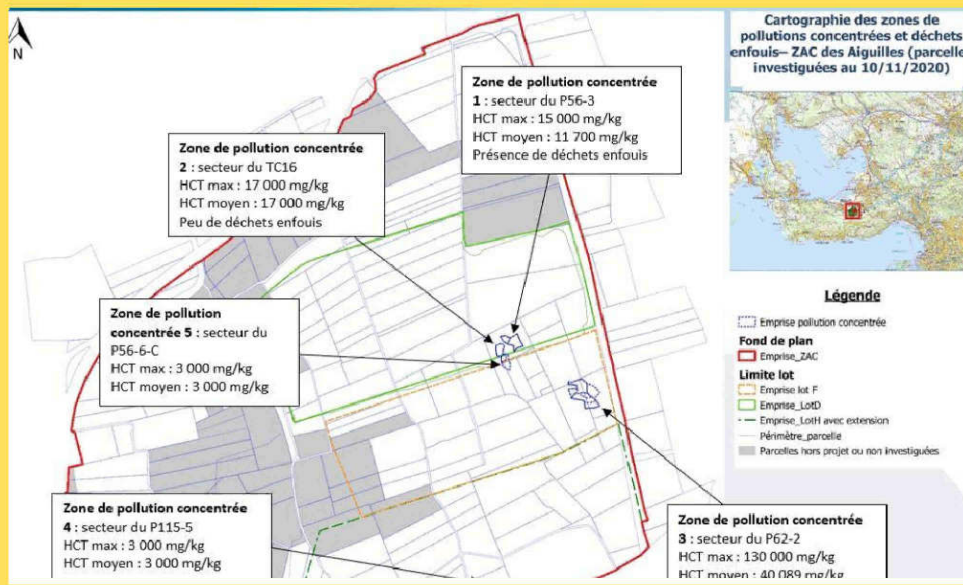 N
Cartographie des zones de
pollutions concentrées et déchets
enfouis– ZAC des Aiguilles (parcelle
investiguées au 10/11/2020)
Zone de pollution concentrée
1 : secteur du P56-3
HCT max : 15 000 mg/kg
HCT moyen : 11 700 mg/kg
Présence de déchets enfouis
Zone de pollution concentrée
2 : secteur du TC16
HCT max : 17 000 mg/kg
HCT moyen : 17 000 mg/kg
Peu de déchets enfouis
Zone de pollution
concentrée 5 : secteur du
P56-6-C
HCT max : 3 000 mg/kg
HCT moyen : 3 000 mg/kg
Zone de pollution concentrée
4 : secteur du P115-5
HCT max : 3 000 mg/kg
HCT moyen : 3 000 mg/kg
Zone de pollution concentrée
3 : secteur du P62-2
HCT max : 130 000 mg/kg
HCT moyen : 40 089 mg/kg
Légende
Emprise pollution concentrée
Fond de plan
Emprise_ZAC
Limite lot
Emprise lot F
Emprise_LotD
Emprise_LotH avec extension
Périmètre_parcelle
Parcelles hors projet ou non investiguées